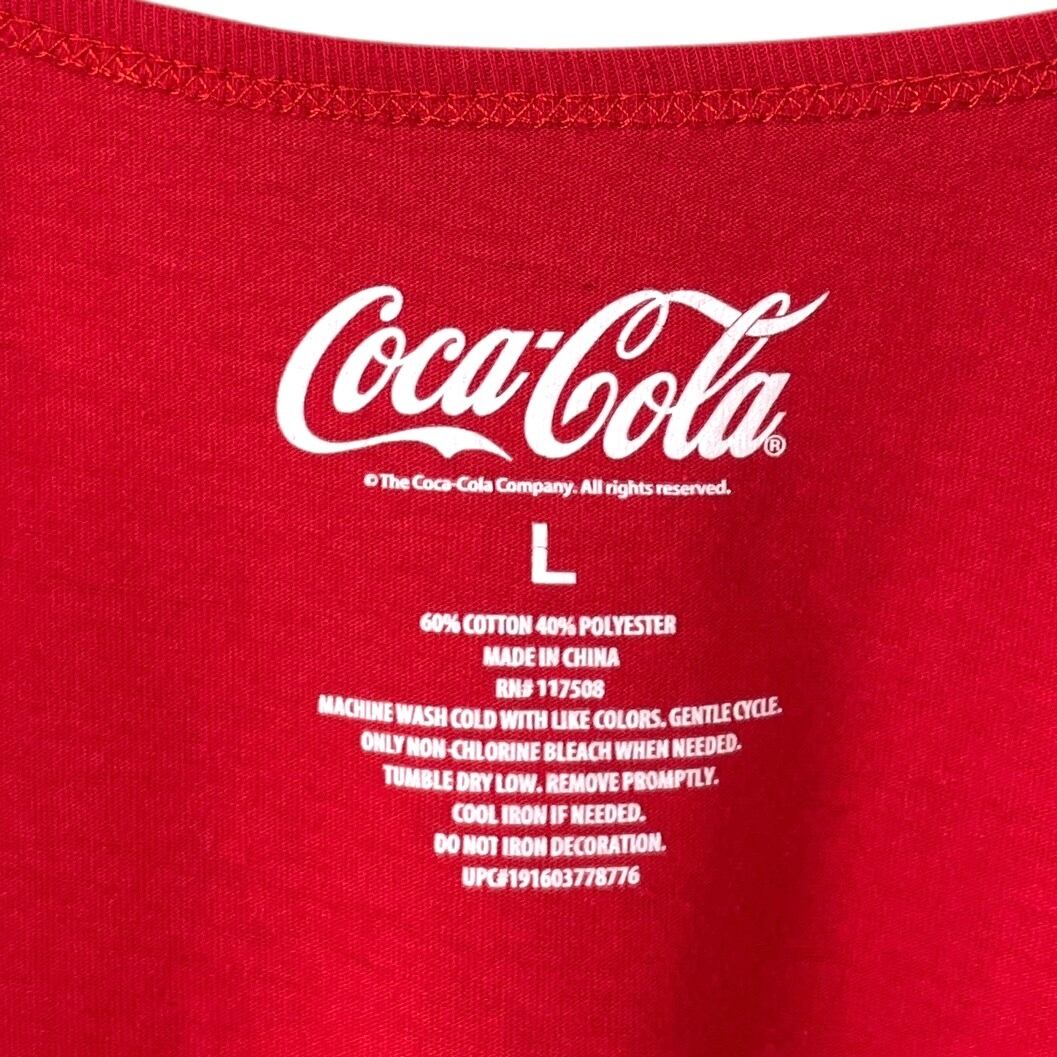 Coca-Cola®
© The Coca-Cola Company. All rights reserved.
L
60% COTTON 40% POLYESTER
MADE IN CHINA
RN# 117508
MACHINE WASH COLD WITH LIKE COLORS. GENTLE CYCLE.
ONLY NON-CHLORINE BLEACH WHEN NEEDED.
TUMBLE DRY LOW. REMOVE PROMPTLY.
COOL IRON IF NEEDED.
DO NOT IRON DECORATION.
UPC#191603778776